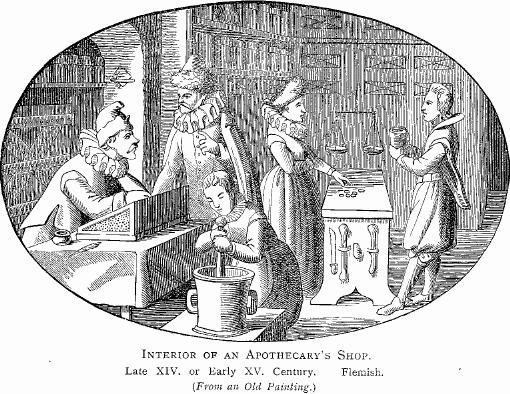 Interior of an Apothecary's Shop.
Late XIV. or Early XV. Century. Flemish.
(From an Old Painting.)